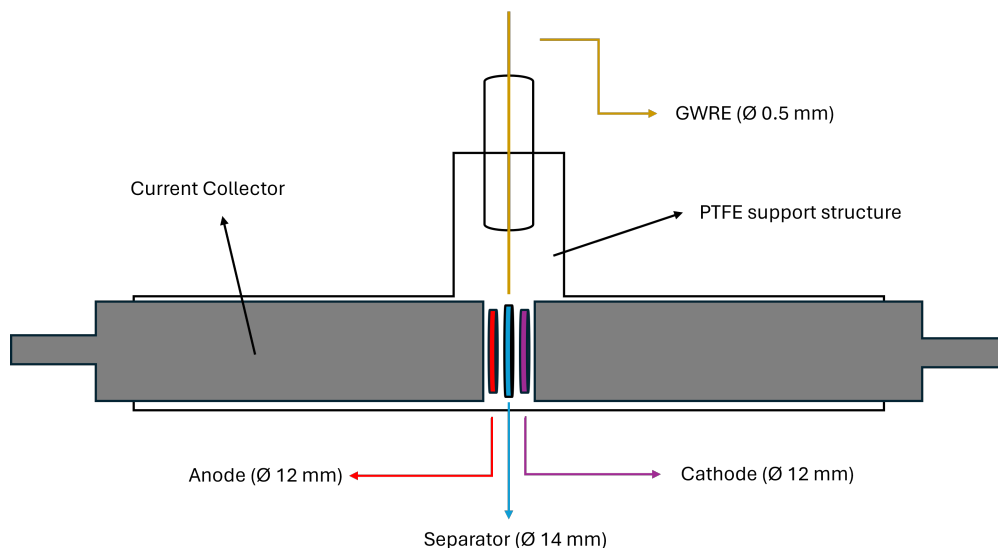 GWRE (Ø 0.5 mm)
Current Collector
PTFE support structure
Anode (Ø 12 mm)
Cathode (Ø 12 mm)
Separator (Ø 14 mm)